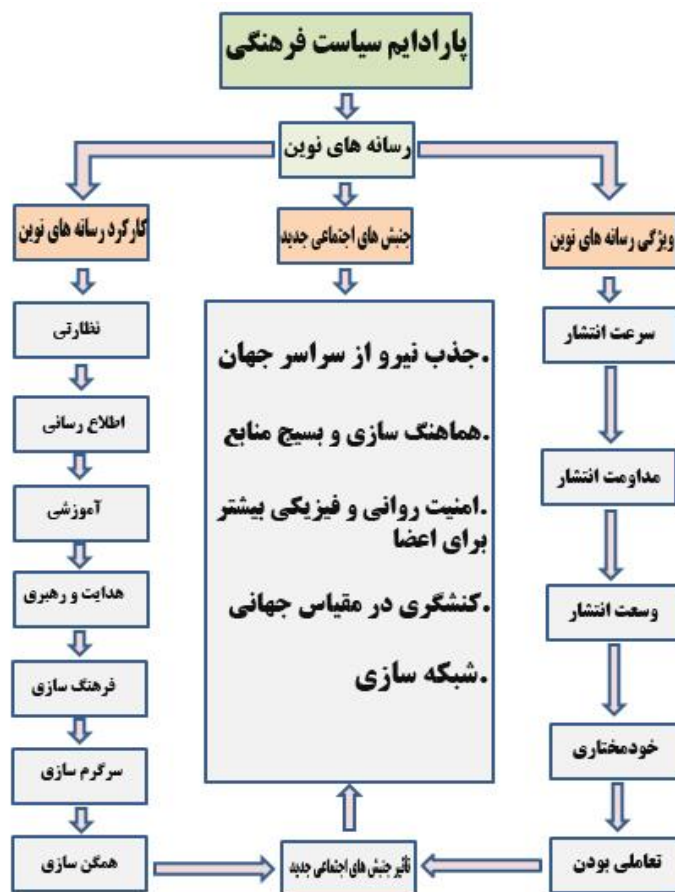 پارادایم سیاست فرهنگی
رسانه های نوین
ویژگی رسانه های نوین
جنبش های اجتماعی جدید
کارکرد رسانه های نوین
سرعت انتشار
مداومت انتشار
وسعت انتشار
خودمختاری
تعاملی بودن
.جذب نیرو از سراسر جهان
.هماهنگ سازی و بسیج منابع
.امنیت روانی و فیزیکی بیشتر
برای اعضا
.کنشگری در مقیاس جهانی
.شبکه سازی
نظارتی
اطلاع رسانی
آموزشی
هدایت و رهبری
فرهنگ سازی
سرگرم سازی
همگن سازی
تأثیر جنبش های اجتماعی جدید